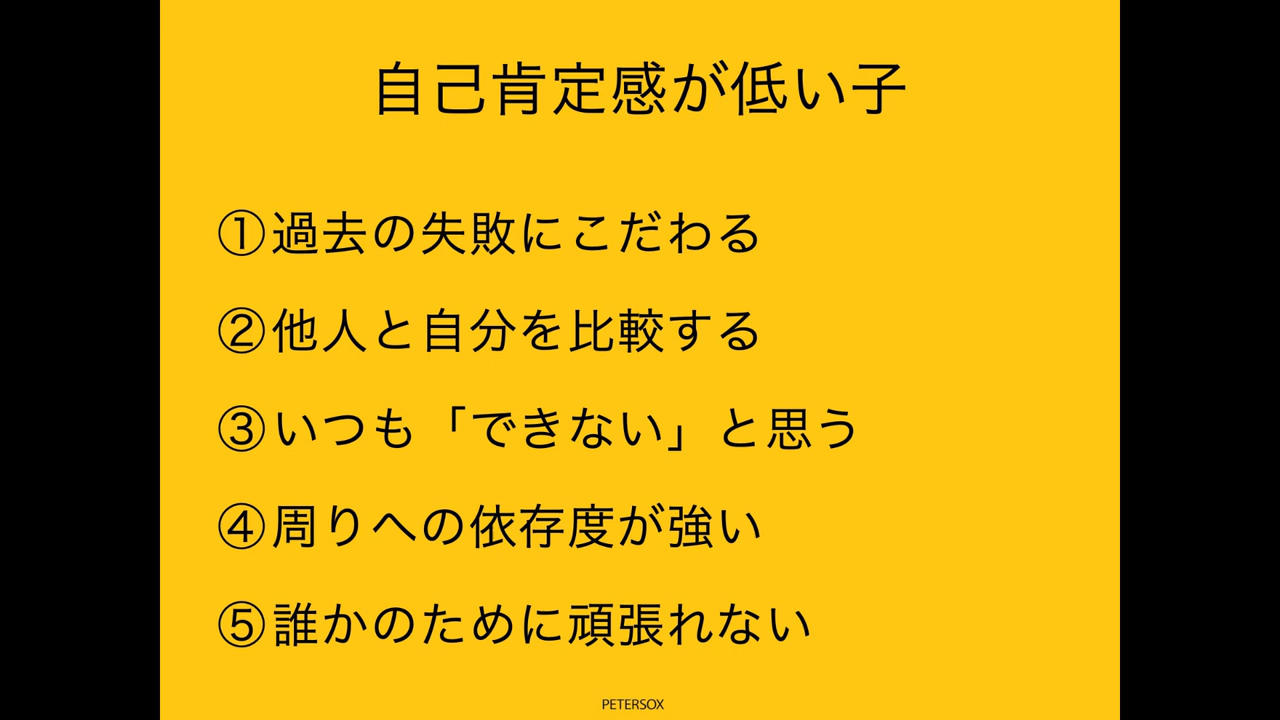 自己肯定感が低い子
①過去の失敗にこだわる
②他人と自分を比較する
③いつも「できない」と思う
④周りへの依存度が強い
⑤誰かのために頑張れない
PETERSOX